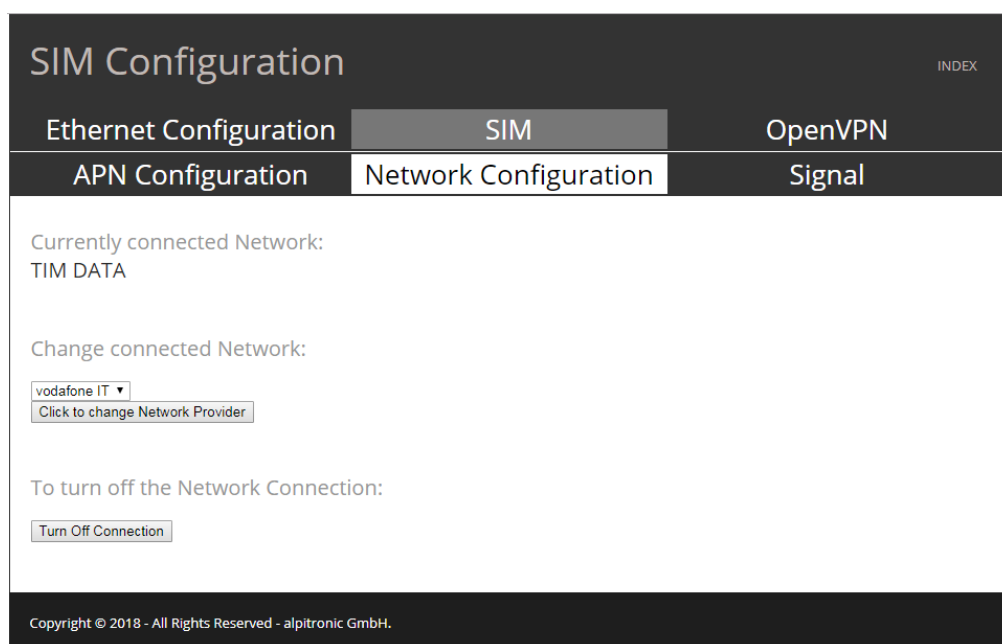 SIM Configuration
INDEX
Ethernet Configuration SIM OpenVPN
APN Configuration Network Configuration Signal
Currently connected Network:
TIM DATA
Change connected Network:
vodafone IT
Click to change Network Provider
To turn off the Network Connection:
Turn Off Connection
Copyright © 2018 - All Rights Reserved - alpitronic GmbH.